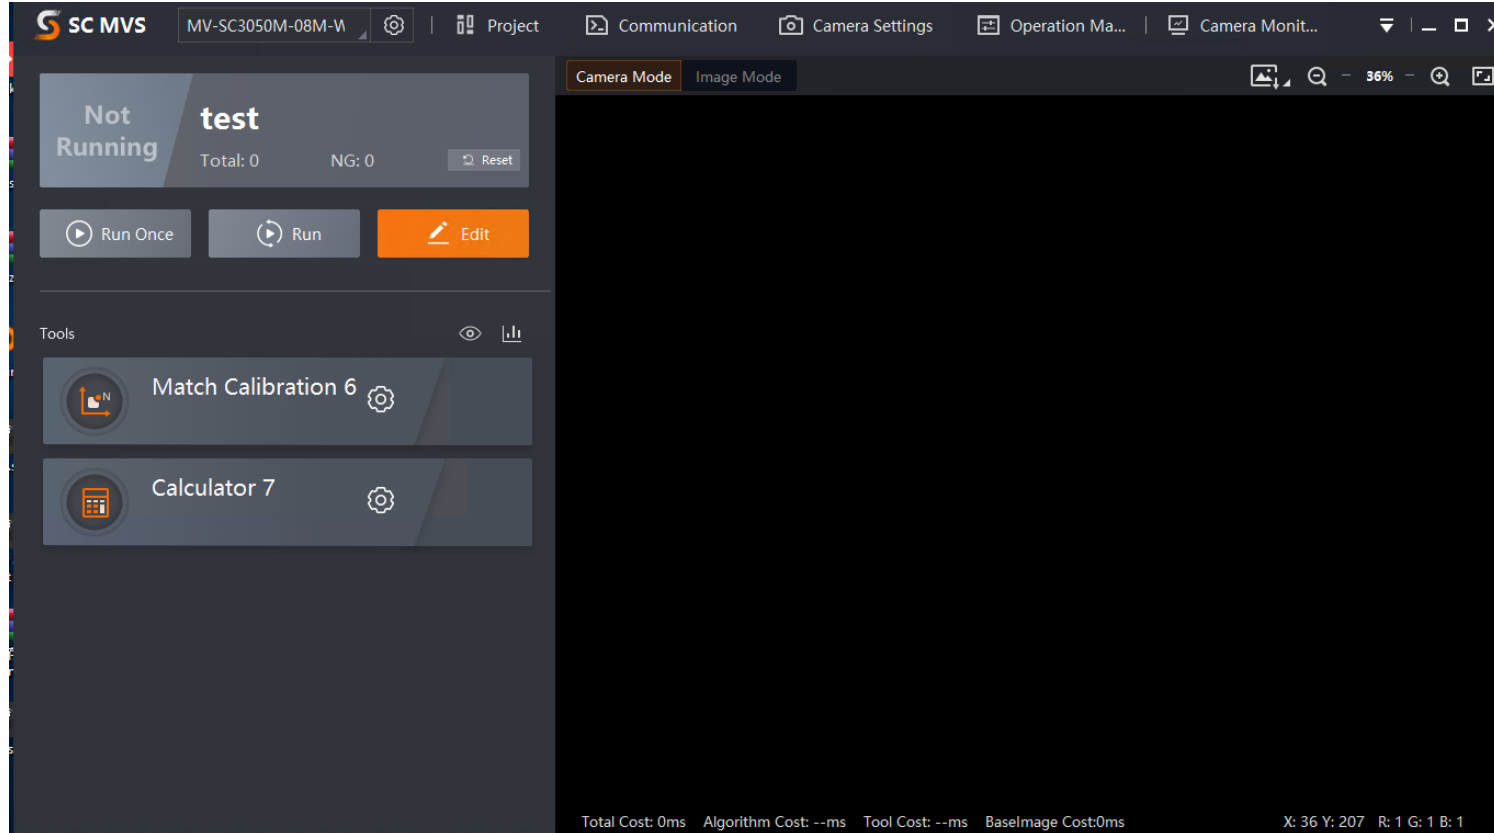 SC MVS MV-SC3050M-08M-W Project Communication Camera Settings Operation Ma... Camera Monit...
Camera Mode Image Mode 36%
Not
Running
test
Total: 0 NG: 0 Reset
Run Once Run Edit
Tools
Match Calibration 6
N
Calculator 7
Total Cost: 0ms Algorithm Cost: --ms Tool Cost: --ms BaseImage Cost:0ms X: 36 Y: 207 R: 1 G: 1 B: 1